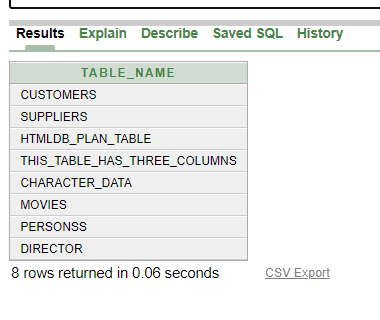 Results Explain Describe Saved SQL History
TABLE_NAME
CUSTOMERS
SUPPLIERS
HTMLDB_PLAN_TABLE
THIS_TABLE_HAS_THREE_COLUMNS
CHARACTER_DATA
MOVIES
PERSONSS
DIRECTOR
8 rows returned in 0.06 seconds CSV Export